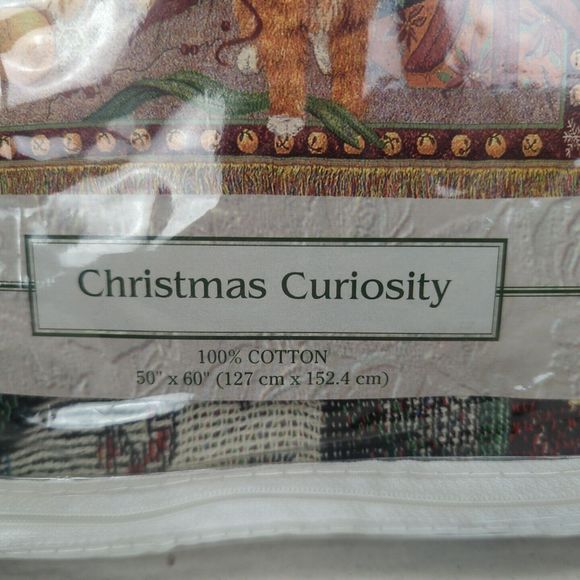 Christmas Curiosity
100% COTTON
50" x 60" (127 cm x 152.4 cm)